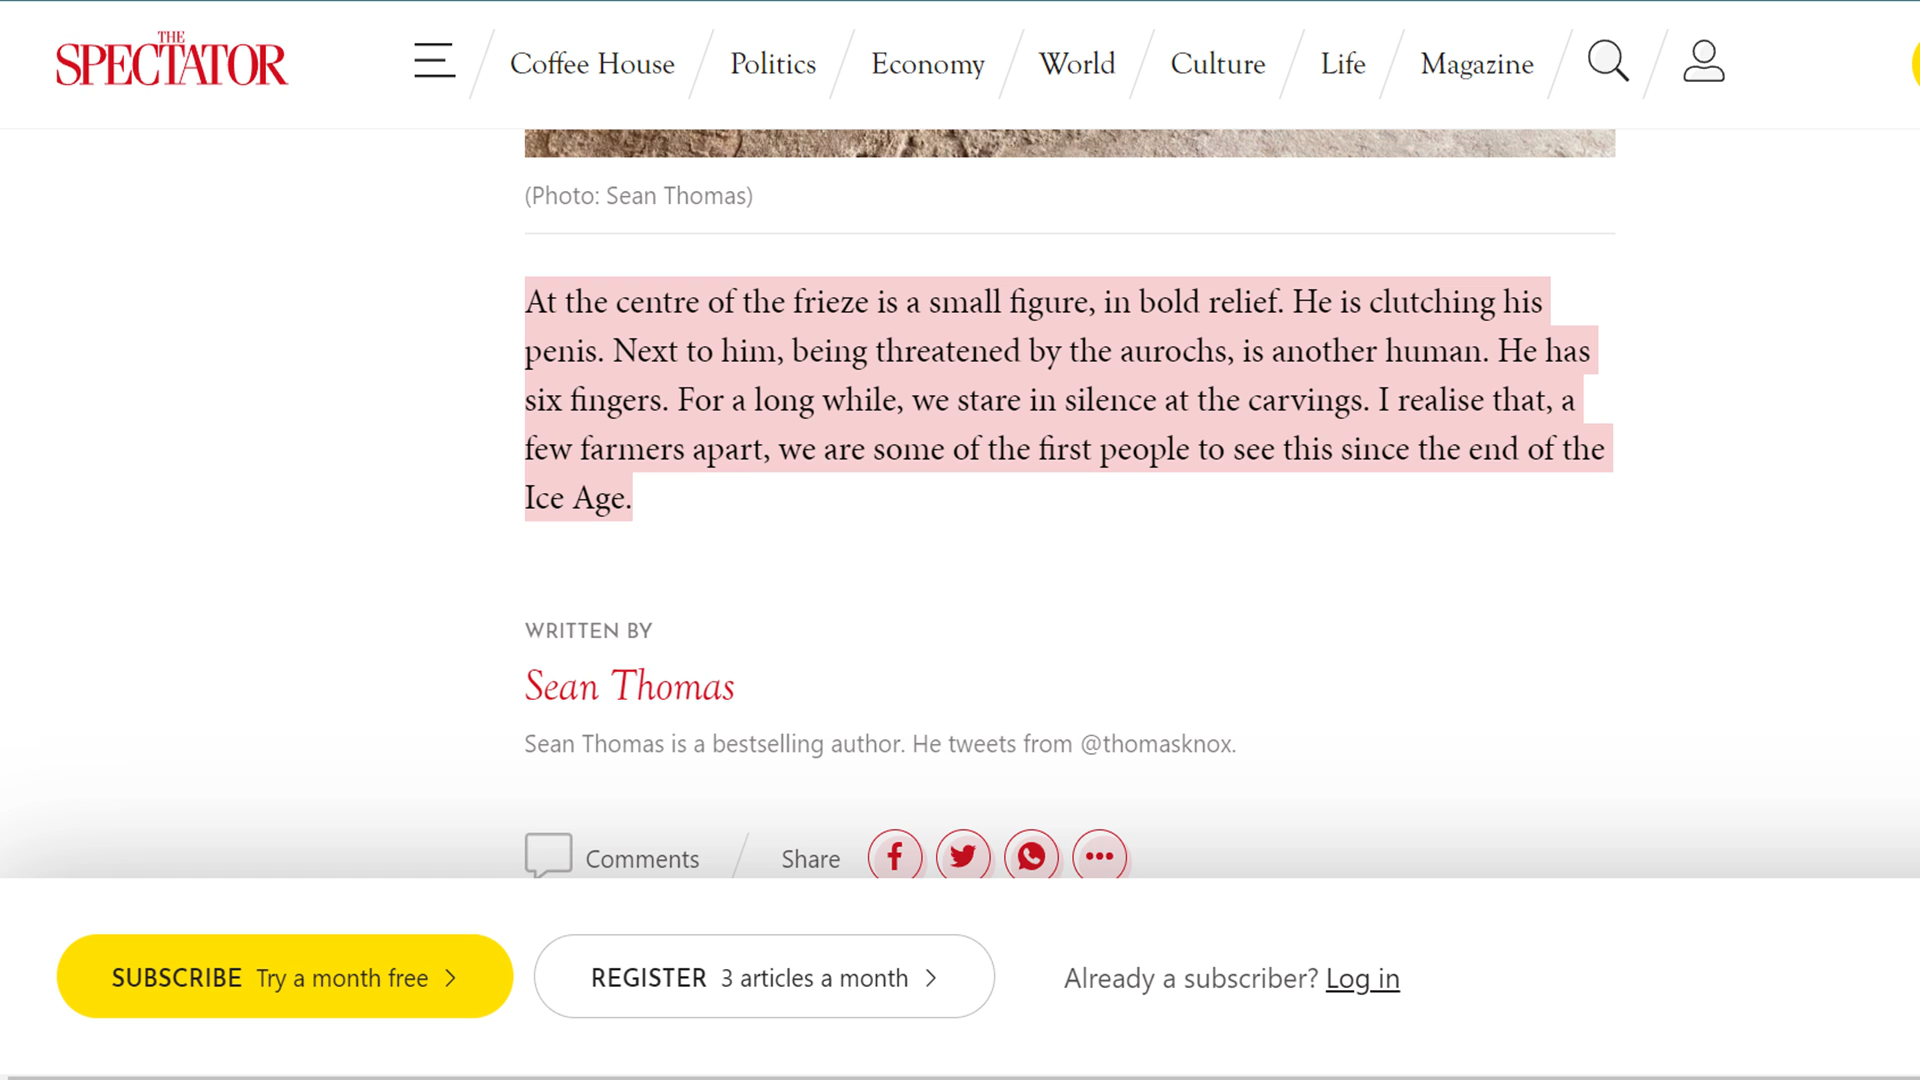 THE
SPECTATOR
Coffee House
Politics
Economy
World
Culture
Life
Magazine
(Photo: Sean Thomas)
At the centre of the frieze is a small figure, in bold relief. He is clutching his
penis. Next to him, being threatened by the aurochs, is another human. He has
six fingers. For a long while, we stare in silence at the carvings. I realise that, a
few farmers apart, we are some of the first people to see this since the end of the
Ice Age.
WRITTEN BY
Sean Thomas
Sean Thomas is a bestselling author. He tweets from @thomasknox.
Comments
Share
SUBSCRIBE Try a month free
REGISTER 3 articles a month
Already a subscriber? Log in